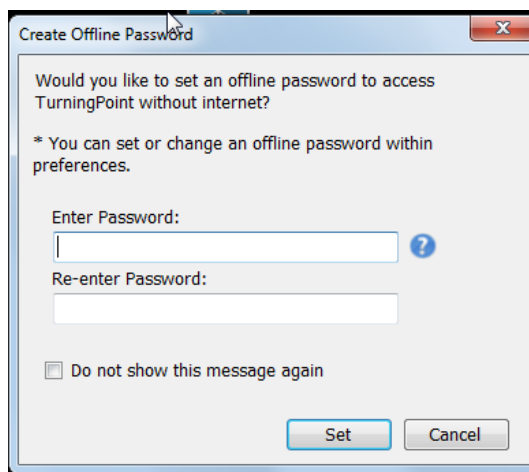 Create Offline Password
Would you like to set an offline password to access
TurningPoint without internet?
* You can set or change an offline password within
preferences.
Enter Password:
?
Re-enter Password:
Do not show this message again
Set
Cancel